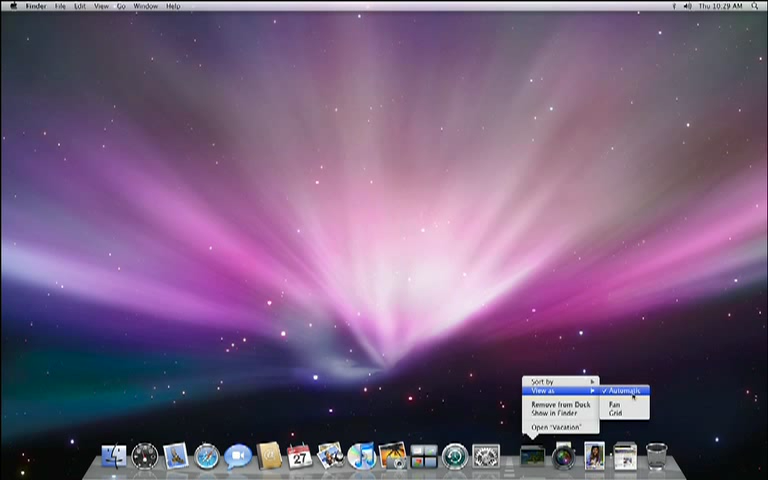 Finder File Edit View Go Window Help
Thu 10:29 AM
Sort by
View as
Remove from Dock
Show in Finder
Open "Vacation"
✓ Automatic
Fan
Grid
27